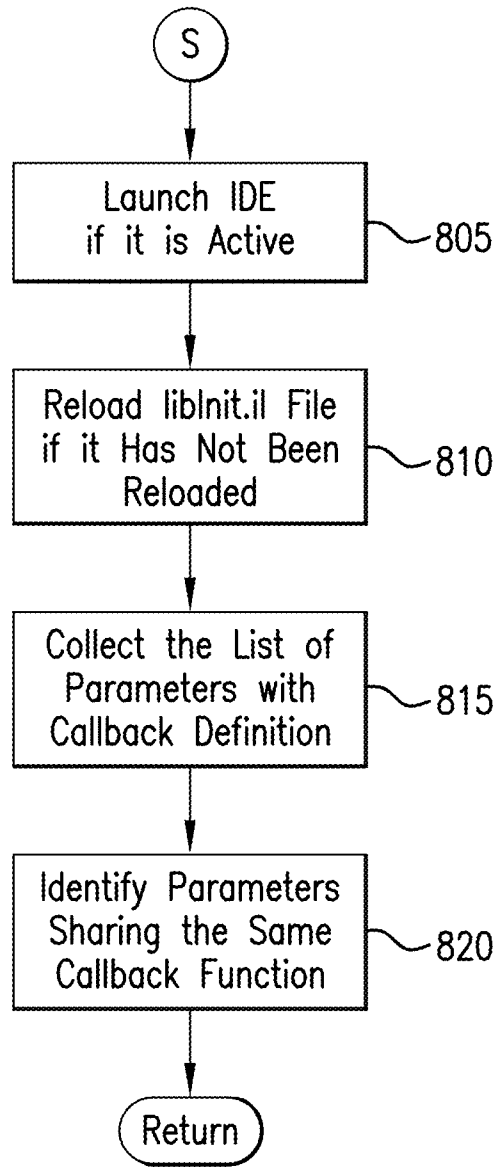 S
Launch IDE
if it is Active
805
Reload libInit.il File
if it Has Not Been
Reloaded
810
Collect the List of
Parameters with
Callback Definition
815
Identify Parameters
Sharing the Same
Callback Function
820
Return